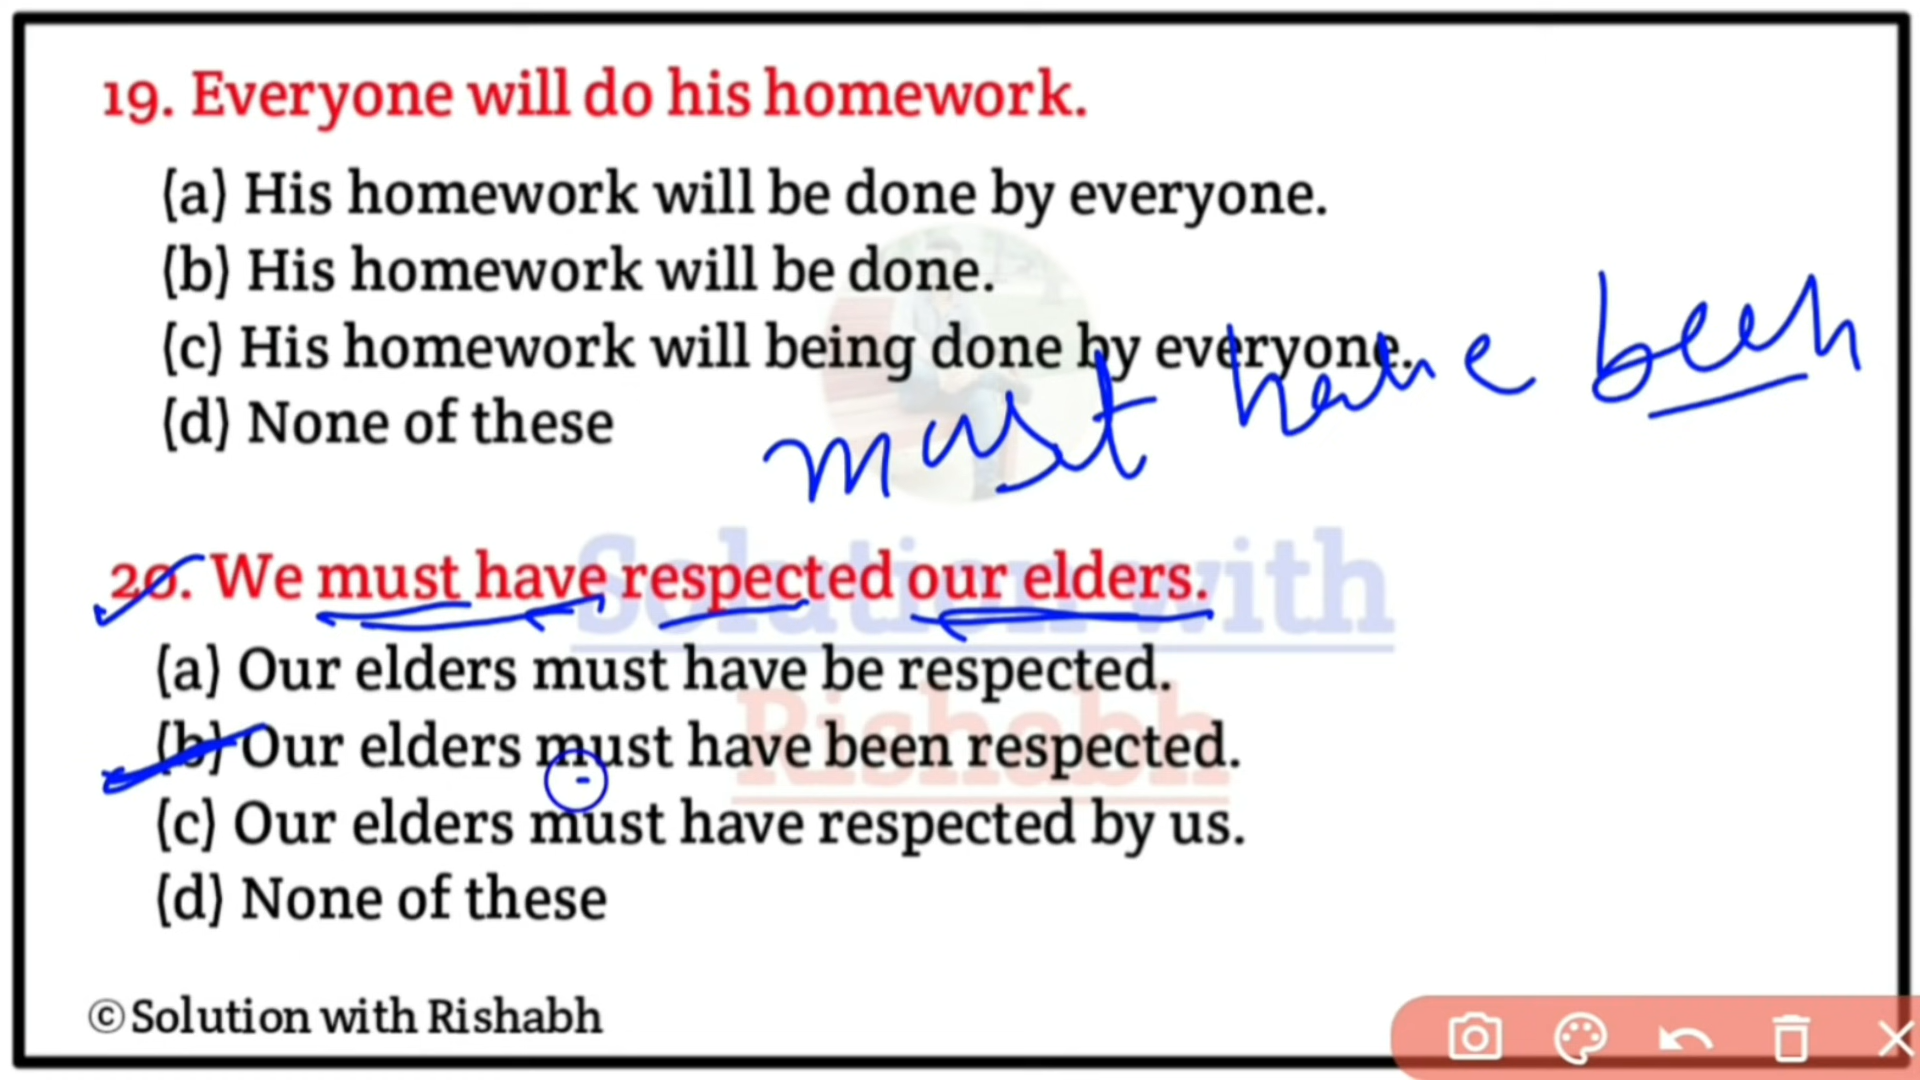 19. Everyone will do his homework.
(a) His homework will be done by everyone.
(b) His homework will be done.
(c) His homework will being done by everyone.
(d) None of these
must have been
20. We must have respected our elders.
Solution with
(a) Our elders must have be respected.
Rishabh
(b) Our elders must have been respected.
(c) Our elders must have respected by us.
(d) None of these
© Solution with Rishabh